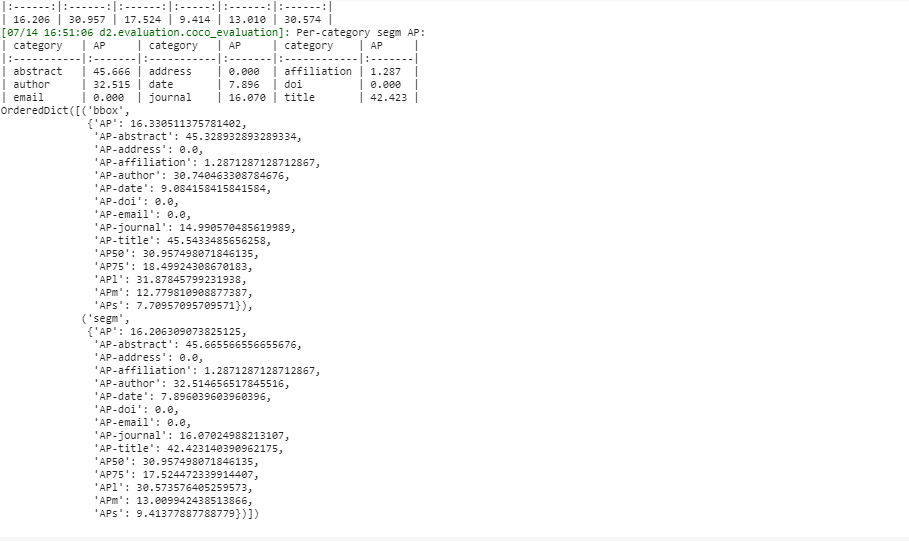 |:------:|:------:|:------:|:-----:|:------:|:------:|
| 16.206 | 30.957 | 17.524 | 9.414 | 13.010 | 30.574 |
[07/14 16:51:06 d2.evaluation.coco_evaluation]: Per-category segm AP:
| category   | AP     | category   | AP     | category    | AP     |
|:-----------|:-------|:-----------|:-------|:------------|:-------|
| abstract   | 45.666 | address    | 0.000  | affiliation | 1.287  |
| author     | 32.515 | date       | 7.896  | doi         | 0.000  |
| email      | 0.000  | journal    | 16.070 | title       | 42.423 |
OrderedDict([('bbox',
              {'AP': 16.330511375781402,
               'AP-abstract': 45.328932893289334,
               'AP-address': 0.0,
               'AP-affiliation': 1.2871287128712867,
               'AP-author': 30.740463308784676,
               'AP-date': 9.084158415841584,
               'AP-doi': 0.0,
               'AP-email': 0.0,
               'AP-journal': 14.990570485619989,
               'AP-title': 45.5433485656258,
               'AP50': 30.957498071846135,
               'AP75': 18.49924308670183,
               'APl': 31.87845799231938,
               'APm': 12.779810908877387,
               'APs': 7.70957095709571}),
             ('segm',
              {'AP': 16.206309073825125,
               'AP-abstract': 45.665566556655676,
               'AP-address': 0.0,
               'AP-affiliation': 1.2871287128712867,
               'AP-author': 32.514656517845516,
               'AP-date': 7.896039603960396,
               'AP-doi': 0.0,
               'AP-email': 0.0,
               'AP-journal': 16.07024988213107,
               'AP-title': 42.423140390962175,
               'AP50': 30.957498071846135,
               'AP75': 17.524472339914407,
               'APl': 30.573576405259573,
               'APm': 13.009942438513866,
               'APs': 9.41377887788779})])